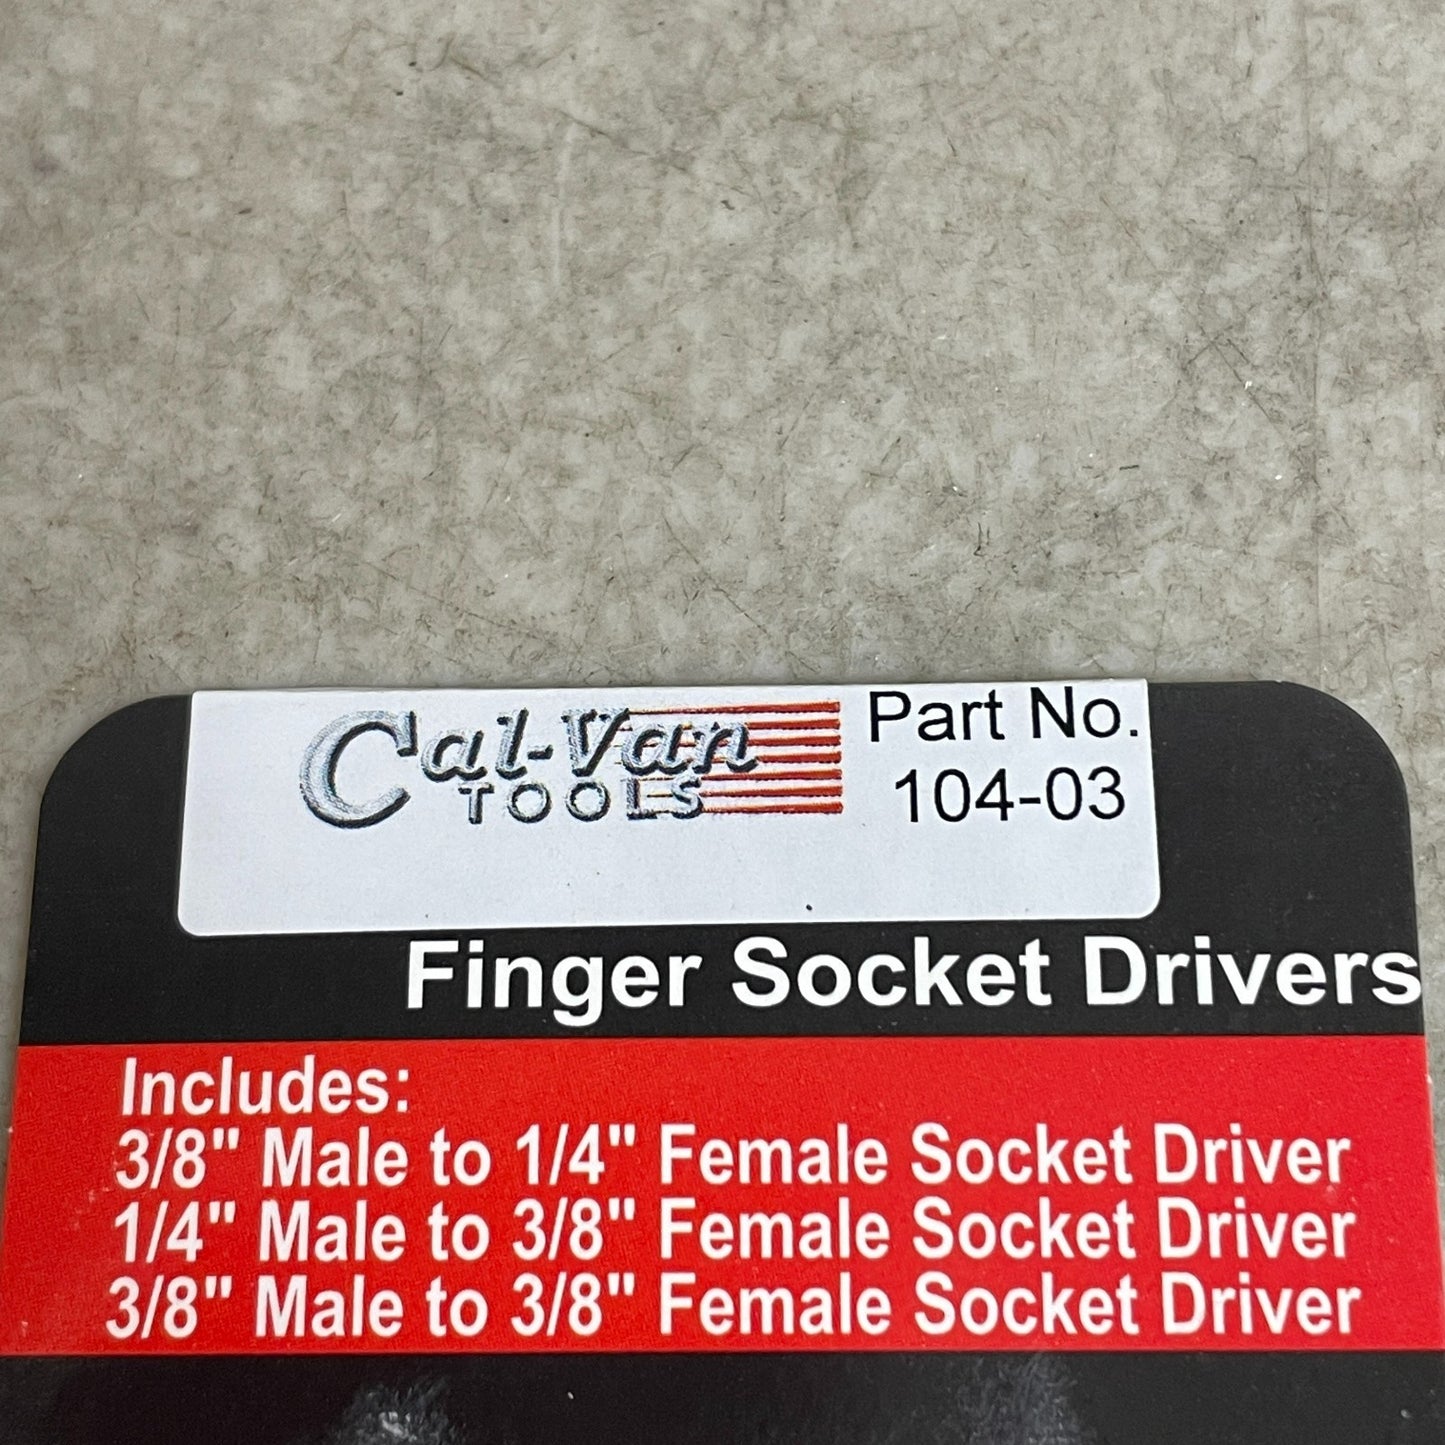 Cal-Van
TOOLS
Part No.
104-03
Finger Socket Drivers
Includes:
3/8" Male to 1/4" Female Socket Driver
1/4" Male to 3/8" Female Socket Driver
3/8" Male to 3/8" Female Socket Driver